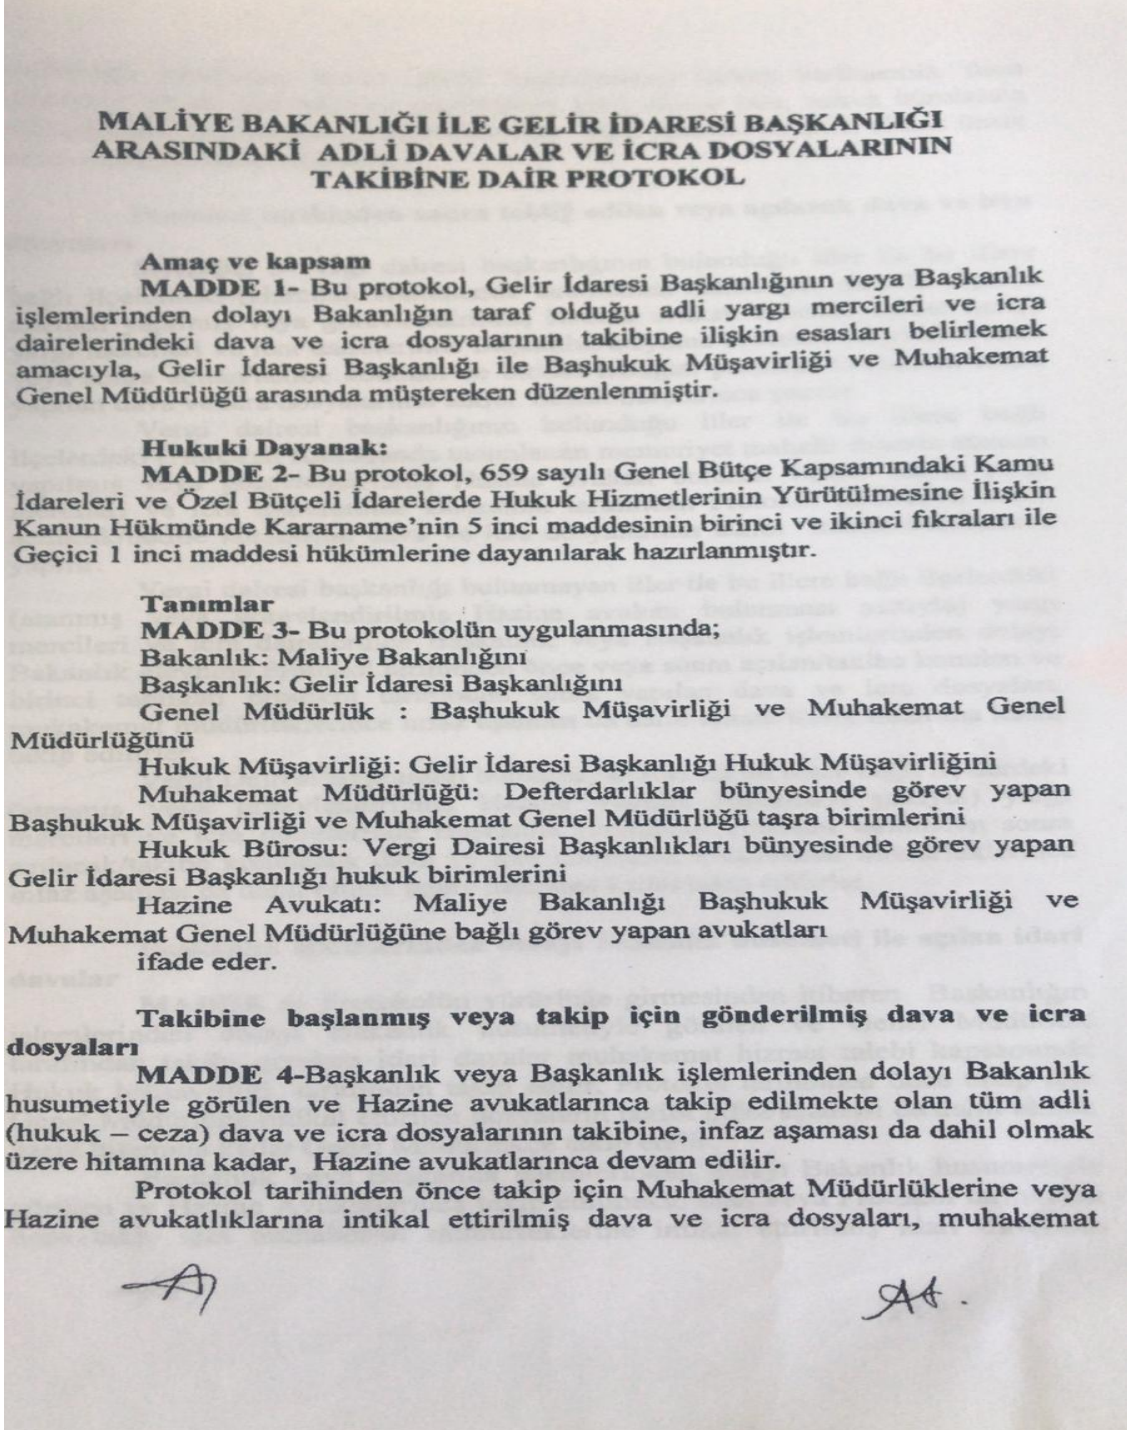 MALİYE BAKANLIĞI İLE GELİR İDARESİ BAŞKANLIĞI
ARASINDAKİ ADLİ DAVALAR VE İCRA DOSYALARININ
TAKİBİNE DAİR PROTOKOL
Amaç ve kapsam
MADDE 1- Bu protokol, Gelir İdaresi Başkanlığının veya Başkanlık
işlemlerinden dolayı Bakanlığın taraf olduğu adli yargı mercileri ve icra
dairelerindeki dava ve icra dosyalarının takibine ilişkin esasları belirlemek
amacıyla, Gelir İdaresi Başkanlığı ile Başhukuk Müşavirliği ve Muhakemat
Genel Müdürlüğü arasında müştereken düzenlenmiştir.
Hukuki Dayanak:
MADDE 2- Bu protokol, 659 sayılı Genel Bütçe Kapsamındaki Kamu
İdareleri ve Özel Bütçeli İdarelerde Hukuk Hizmetlerinin Yürütülmesine İlişkin
Kanun Hükmünde Kararname'nin 5 inci maddesinin birinci ve ikinci fıkraları ile
Geçici 1 inci maddesi hükümlerine dayanılarak hazırlanmıştır.
Tanımlar
MADDE 3- Bu protokolün uygulanmasında;
Bakanlık: Maliye Bakanlığını
Başkanlık: Gelir İdaresi Başkanlığını
Genel Müdürlük : Başhukuk Müşavirliği ve Muhakemat Genel
Müdürlüğünü
Hukuk Müşavirliği: Gelir İdaresi Başkanlığı Hukuk Müşavirliğini
Muhakemat Müdürlüğü: Defterdarlıklar bünyesinde görev yapan
Başhukuk Müşavirliği ve Muhakemat Genel Müdürlüğü taşra birimlerini
Hukuk Bürosu: Vergi Dairesi Başkanlıkları bünyesinde görev yapan
Gelir İdaresi Başkanlığı hukuk birimlerini
Hazine Avukatı: Maliye Bakanlığı Başhukuk Müşavirliği ve
Muhakemat Genel Müdürlüğüne bağlı görev yapan avukatları
ifade eder.
Takibine başlanmış veya takip için gönderilmiş dava ve icra
dosyaları
MADDE 4-Başkanlık veya Başkanlık işlemlerinden dolayı Bakanlık
husumetiyle görülen ve Hazine avukatlarınca takip edilmekte olan tüm adli
(hukuk – ceza) dava ve icra dosyalarının takibine, infaz aşaması da dahil olmak
üzere hitamına kadar, Hazine avukatlarınca devam edilir.
Protokol tarihinden önce takip için Muhakemat Müdürlüklerine veya
Hazine avukatlıklarına intikal ettirilmiş dava ve icra dosyaları, muhakemat